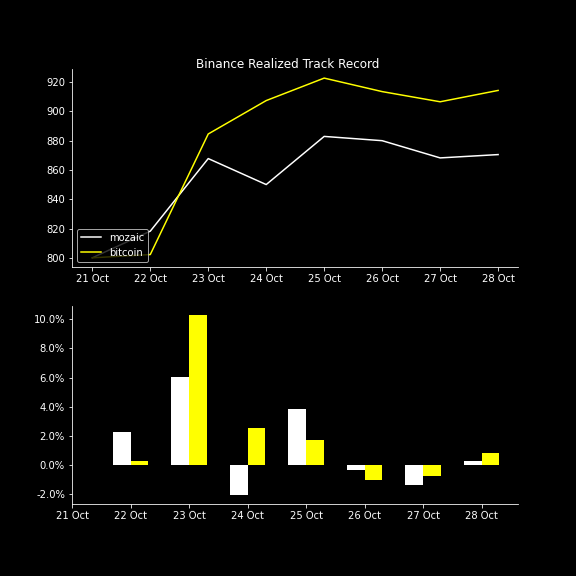 Binance Realized Track Record
920
900
880
860
840
820
800
mozaic
bitcoin
21 Oct 22 Oct 23 Oct 24 Oct 25 Oct 26 Oct 27 Oct 28 Oct
10.0%
8.0%
6.0%
4.0%
2.0%
0.0%
-2.0%
21 Oct 22 Oct 23 Oct 24 Oct 25 Oct 26 Oct 27 Oct 28 Oct